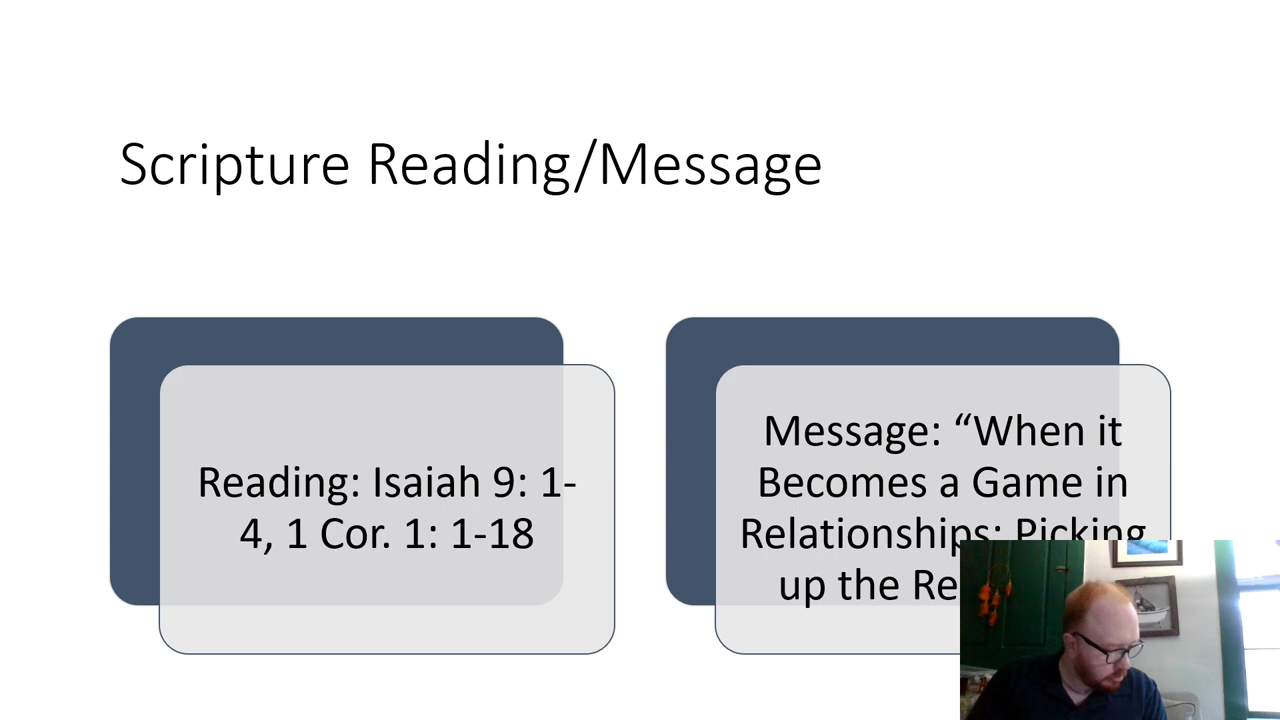 Scripture Reading/Message
Reading: Isaiah 9: 1-
4, 1 Cor. 1: 1-18
Message: “When it
Becomes a Game in
Relationships: Picking
up the